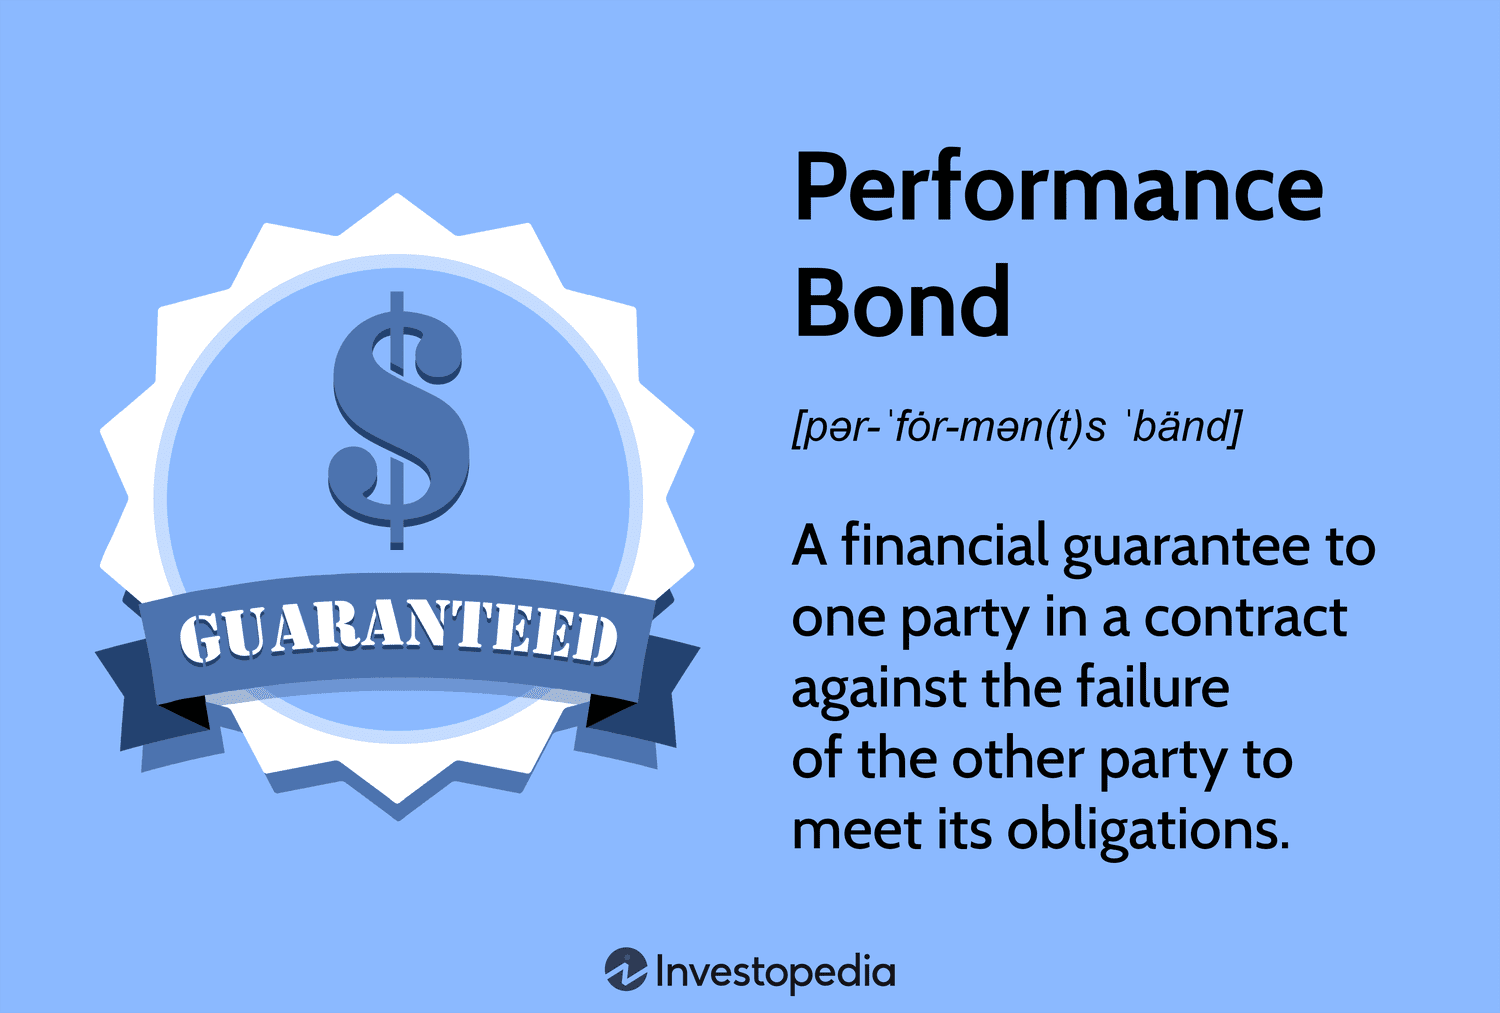 Performance
Bond
[pər-ˈfȯr-mən(t)s ˈbänd]
$
GUARANTEED
A financial guarantee to
one party in a contract
against the failure
of the other party to
meet its obligations.
Investopedia